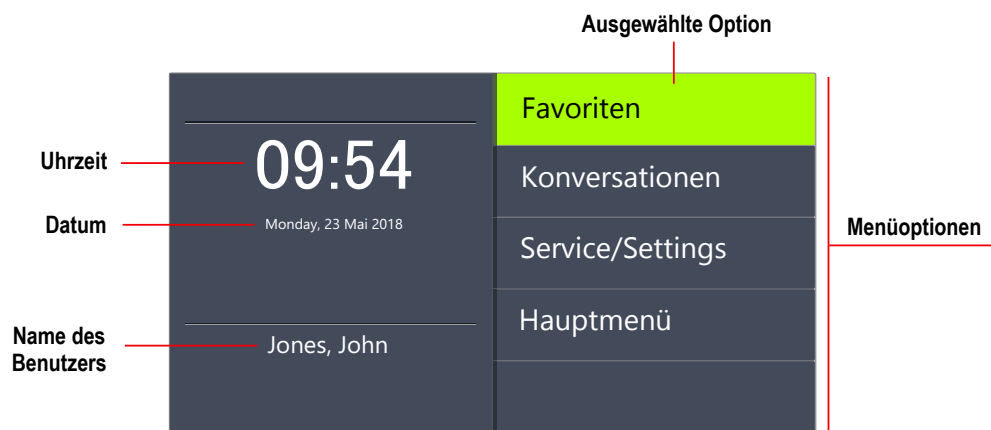 Ausgewählte Option
Favoriten
Uhrzeit
09:54
Konversationen
Datum
Monday, 23 Mai 2018
Service/Settings
Menüoptionen
Hauptmenü
Name des
Benutzers
Jones, John